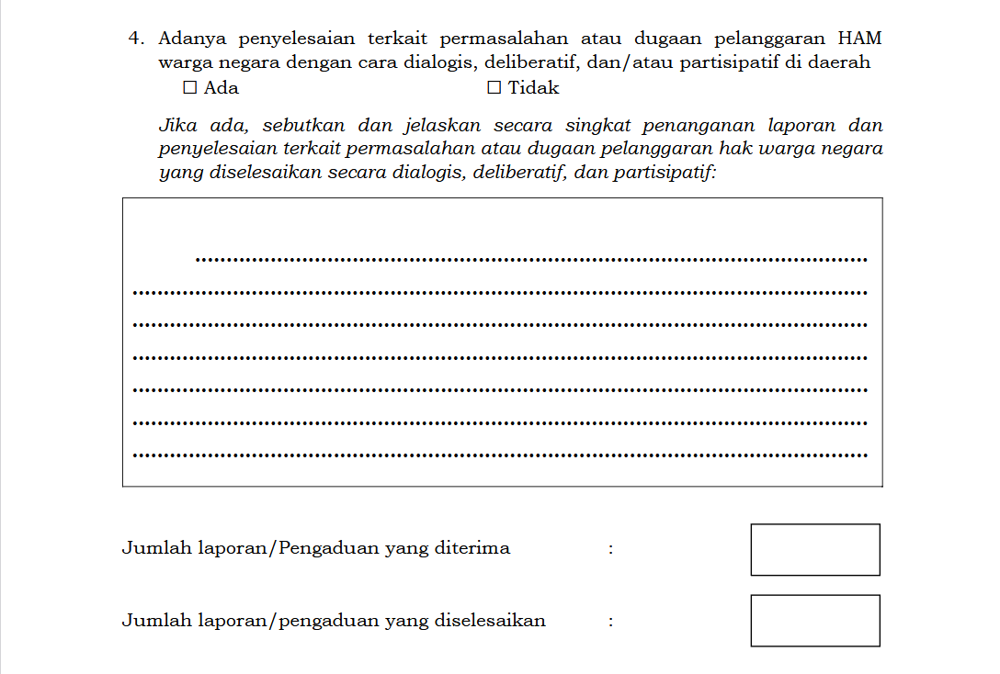 4. Adanya penyelesaian terkait permasalahan atau dugaan pelanggaran HAM
warga negara dengan cara dialogis, deliberatif, dan/atau partisipatif di daerah
☐ Ada ☐ Tidak
Jika ada, sebutkan dan jelaskan secara singkat penanganan laporan dan
penyelesaian terkait permasalahan atau dugaan pelanggaran hak warga negara
yang diselesaikan secara dialogis, deliberatif, dan partisipatif:
Jumlah laporan/Pengaduan yang diterima :
Jumlah laporan/pengaduan yang diselesaikan :